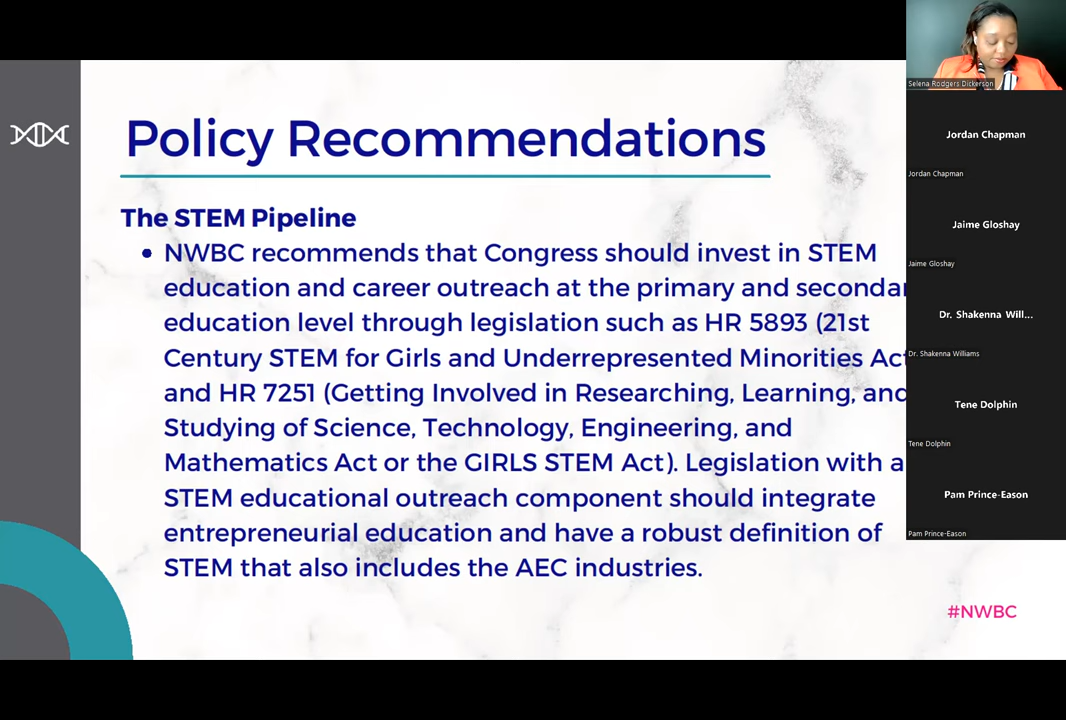 Policy Recommendations
The STEM Pipeline
• NWBC recommends that Congress should invest in STEM
education and career outreach at the primary and secondar
education level through legislation such as HR 5893 (21st
Century STEM for Girls and Underrepresented Minorities Act
and HR 7251 (Getting Involved in Researching, Learning, and
Studying of Science, Technology, Engineering, and
Mathematics Act or the GIRLS STEM Act). Legislation with a
STEM educational outreach component should integrate
entrepreneurial education and have a robust definition of
STEM that also includes the AEC industries.
#NWBC
Selena Rodgers Dickerson
Jordan Chapman
Jordan Chapman
Jaime Gloshay
Jaime Gloshay
Dr. Shakenna Will...
Dr. Shakenna Williams
Tene Dolphin
Tene Dolphin
Pam Prince-Eason
Pam Prince-Eason